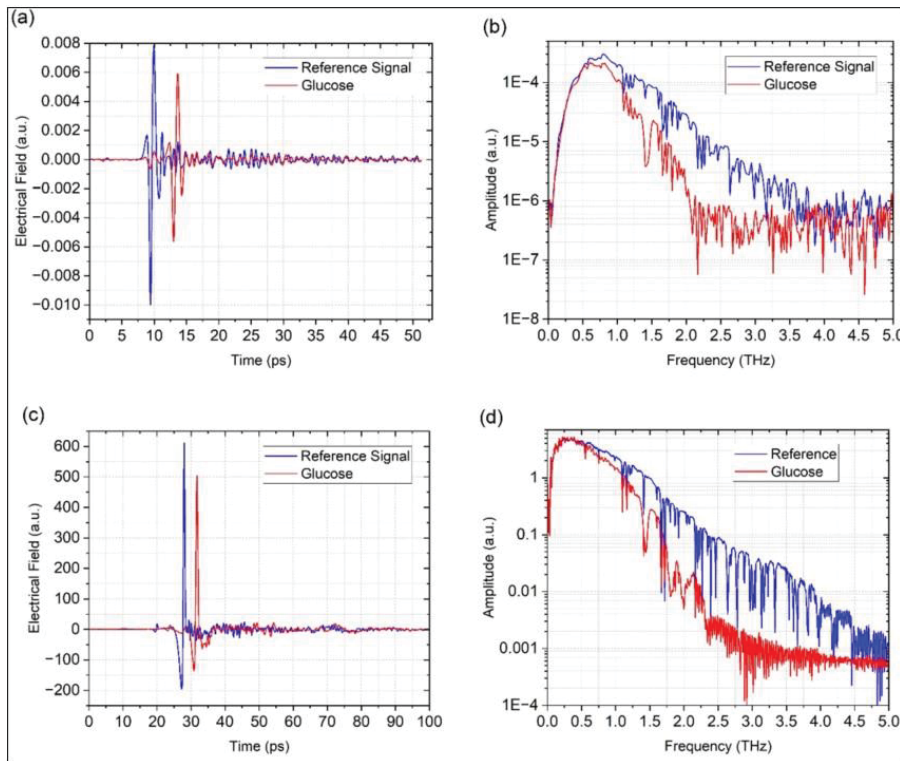 (a)
0.008
0.006
0.004
0.002
0.000
−0.002
−0.004
−0.006
−0.008
−0.010
Electrical Field (a.u.)
Reference Signal
Glucose
0 5 10 15 20 25 30 35 40 45 50
Time (ps)
(b)
1E−4
1E−5
1E−6
1E−7
1E−8
Amplitude (a.u.)
Reference Signal
Glucose
0.0 0.5 1.0 1.5 2.0 2.5 3.0 3.5 4.0 4.5 5.0
Frequency (THz)
(c)
600
500
400
300
200
100
0
−100
−200
Electrical Field (a.u.)
Reference Signal
Glucose
0 10 20 30 40 50 60 70 80 90 100
Time (ps)
(d)
1
0.1
0.01
0.001
1E−4
Amplitude (a.u.)
Reference
Glucose
0.0 0.5 1.0 1.5 2.0 2.5 3.0 3.5 4.0 4.5 5.0
Frequency (THz)